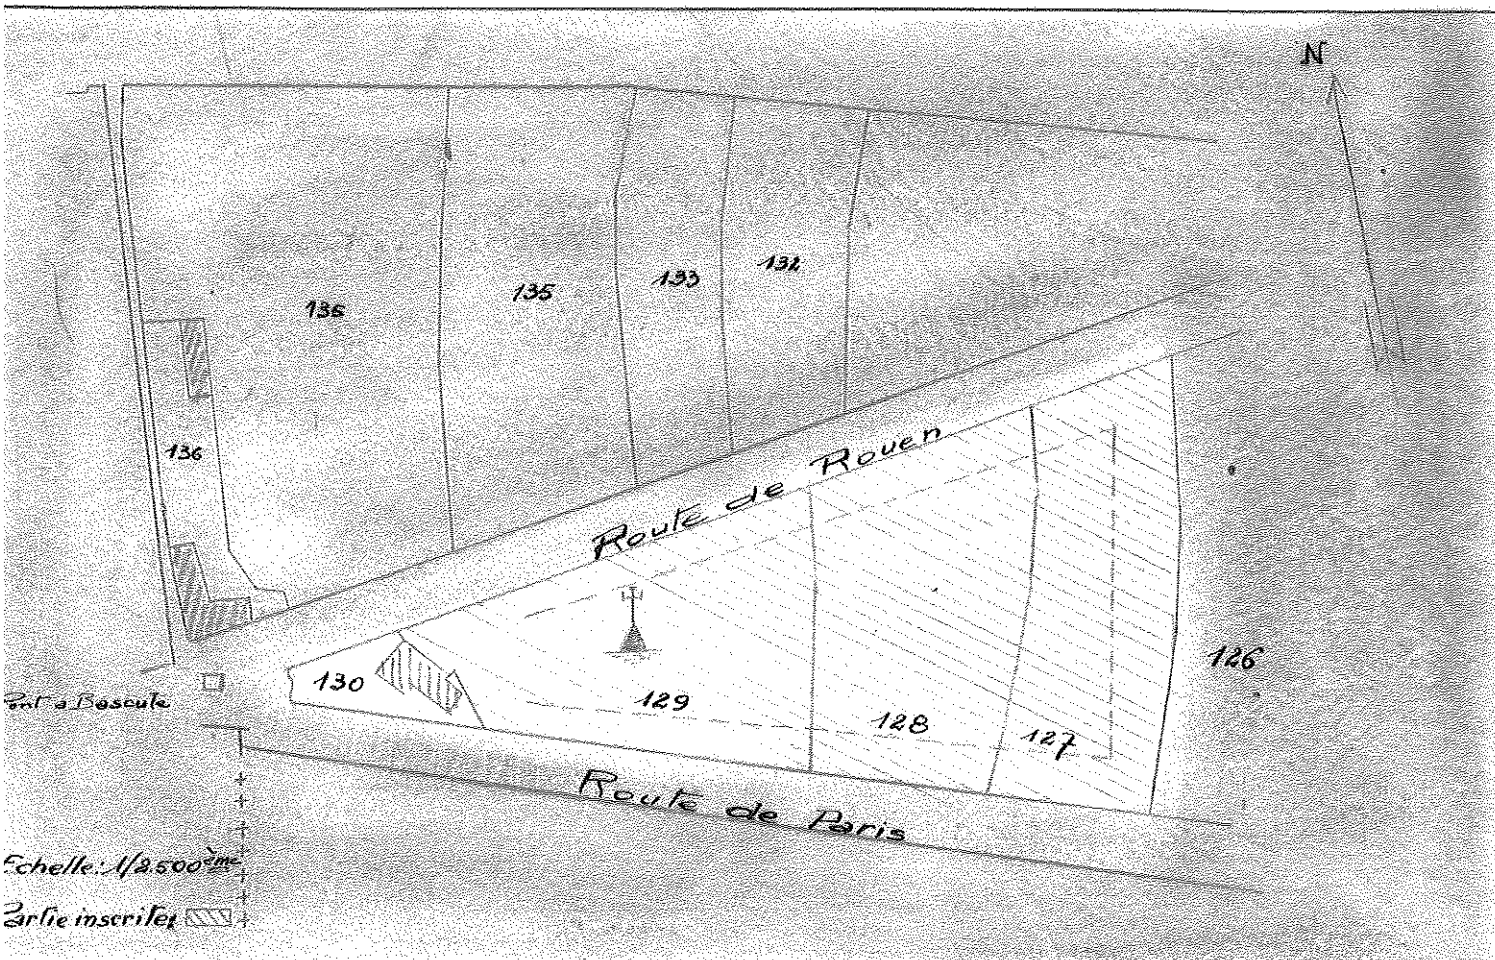 N
135
135
133
132
136
Route de Rouen
130
129
128
127
126
Pont a Bascule
Route de Paris
Echelle: 1/2.500ème
Partie inscrite